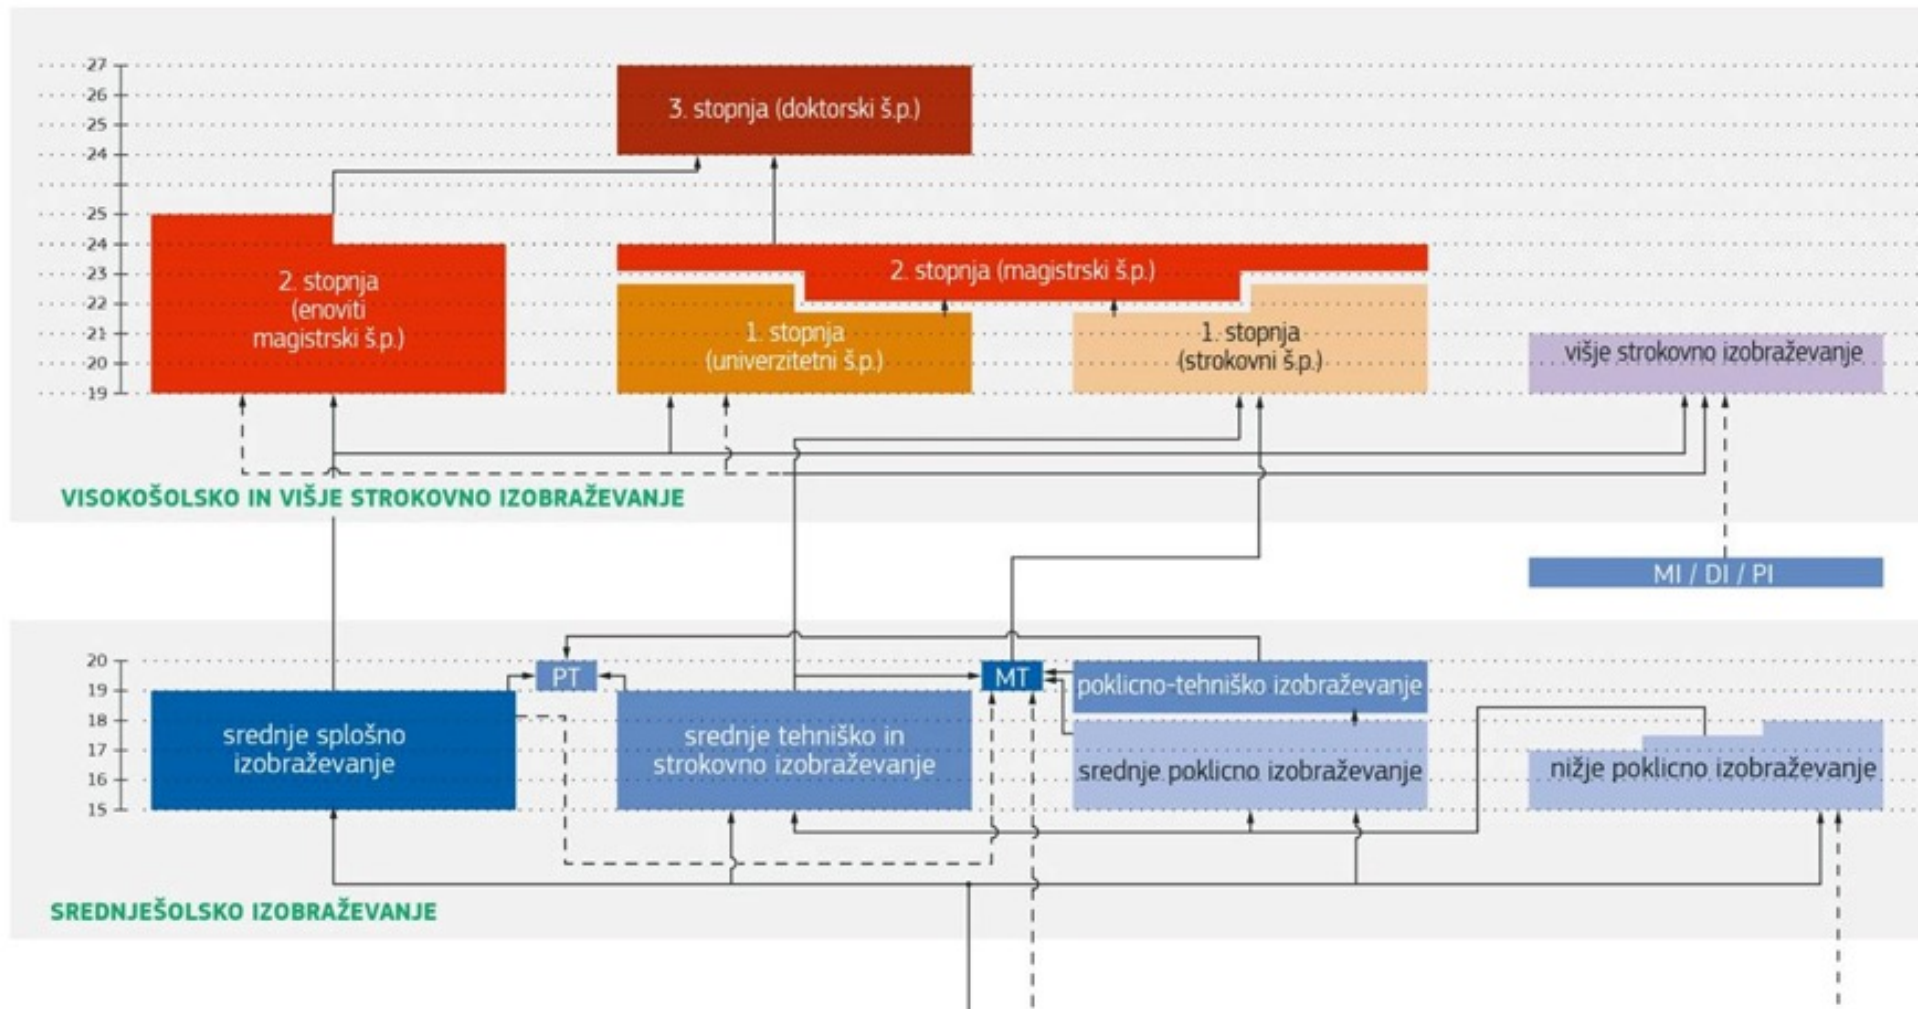 27
26
25
24
3. stopnja (doktorski š.p.)
25
24
23
22
21
20
19
2. stopnja
(enoviti
magistrski š.p.)
2. stopnja (magistrski š.p.)
1. stopnja
(univerzitetni š.p.)
1. stopnja
(strokovni š.p.)
višje strokovno izobraževanje
VISOKOŠOLSKO IN VIŠJE STROKOVNO IZOBRAŽEVANJE
MI / DI / PI
20
19
18
17
16
15
PT
MT
srednje splošno
izobraževanje
srednje tehniško in
strokovno izobraževanje
poklicno-tehniško izobraževanje
srednje poklicno izobraževanje
nižje poklicno izobraževanje
SREDNJEŠOLSKO IZOBRAŽEVANJE